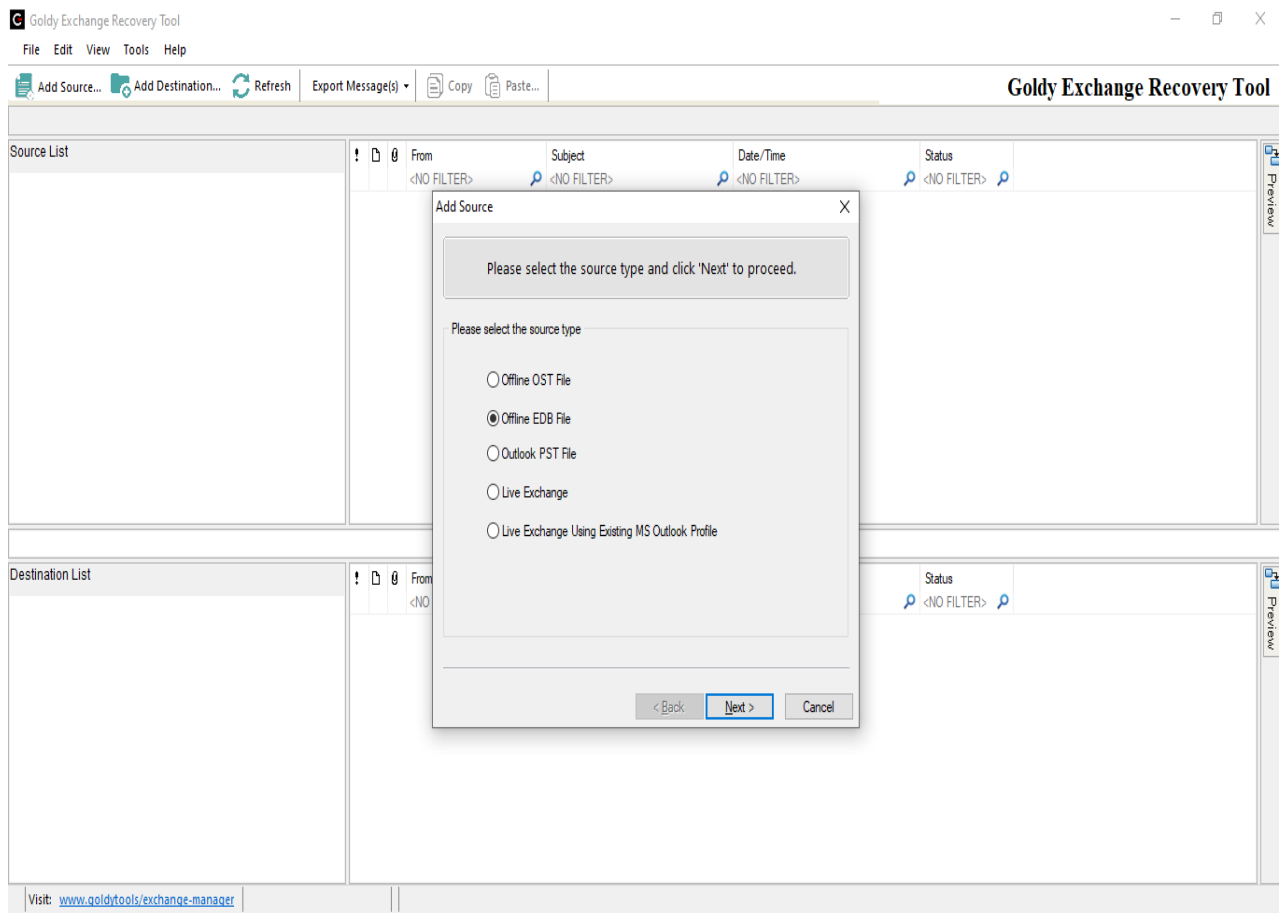 Goldy Exchange Recovery Tool
File Edit View Tools Help
Add Source... Add Destination... Refresh Export Message(s) Copy Paste... Goldy Exchange Recovery Tool
Source List
! From Subject Date/Time Status
<NO FILTER> <NO FILTER> <NO FILTER> <NO FILTER>
Preview
Add Source
Please select the source type and click 'Next' to proceed.
Please select the source type
Offline OST File
Offline EDB File
Outlook PST File
Live Exchange
Live Exchange Using Existing MS Outlook Profile
< Back Next > Cancel
Destination List
! From Status
<NO <NO FILTER>
Preview
Visit: www.goldytools/exchange-manager